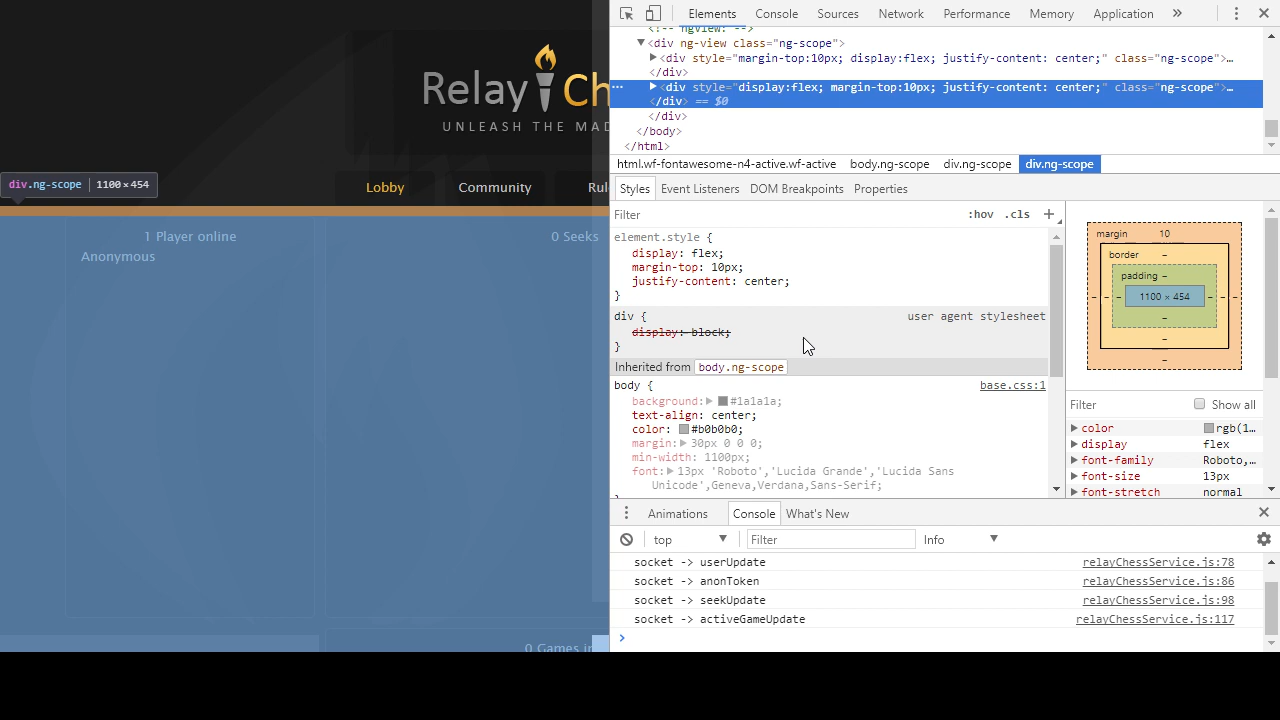 Relay Ch
UNLEASH THE MAD
div.ng-scope | 1100×454
Lobby
Community
Rul
1 Player online
Anonymous
0 Seeks
0 Games in
Elements
Console
Sources
Network
Performance
Memory
Application
»
<!-- ngView: -->
<div ng-view class="ng-scope">
<div style="margin-top:10px; display:flex; justify-content: center;" class="ng-scope">…
</div>
<div style="display:flex; margin-top:10px; justify-content: center;" class="ng-scope">…
</div> == $0
</div>
</body>
</html>
html.wf-fontawesome-n4-active.wf-active body.ng-scope div.ng-scope div.ng-scope
Styles Event Listeners DOM Breakpoints Properties
Filter
:hov .cls +
element.style {
display: flex;
margin-top: 10px;
justify-content: center;
}
div {
user agent stylesheet
display: block;
}
Inherited from body.ng-scope
body {
base.css:1
background: #1a1a1a;
text-align: center;
color: #b0b0b0;
margin: 30px 0 0 0;
min-width: 1100px;
font: 13px 'Roboto','Lucida Grande','Lucida Sans
Unicode',Geneva,Verdana,Sans-Serif;
margin 10
border –
padding –
1100 × 454
–
–
–
Filter
Show all
color rgb(1…
display flex
font-family Roboto,…
font-size 13px
font-stretch normal
Animations Console What's New
top
Filter
Info
socket -> userUpdate relayChessService.js:78
socket -> anonToken relayChessService.js:86
socket -> seekUpdate relayChessService.js:98
socket -> activeGameUpdate relayChessService.js:117
>